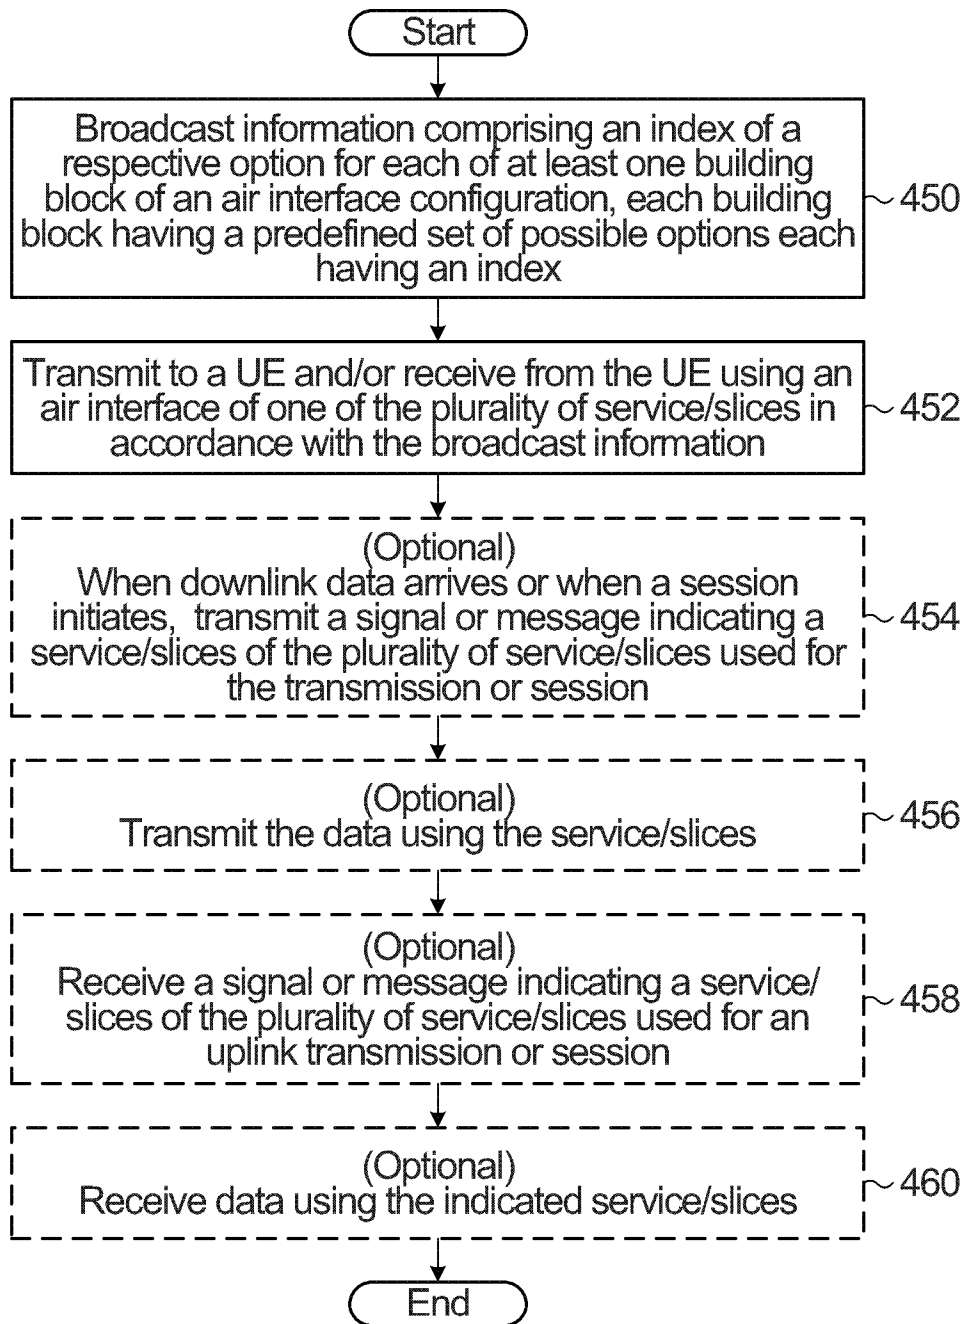 Start
Broadcast information comprising an index of a
respective option for each of at least one building
block of an air interface configuration, each building
block having a predefined set of possible options each
having an index
450
Transmit to a UE and/or receive from the UE using an
air interface of one of the plurality of service/slices in
accordance with the broadcast information
452
(Optional)
When downlink data arrives or when a session
initiates, transmit a signal or message indicating a
service/slices of the plurality of service/slices used for
the transmission or session
454
(Optional)
Transmit the data using the service/slices
456
(Optional)
Receive a signal or message indicating a service/
slices of the plurality of service/slices used for an
uplink transmission or session
458
(Optional)
Receive data using the indicated service/slices
460
End